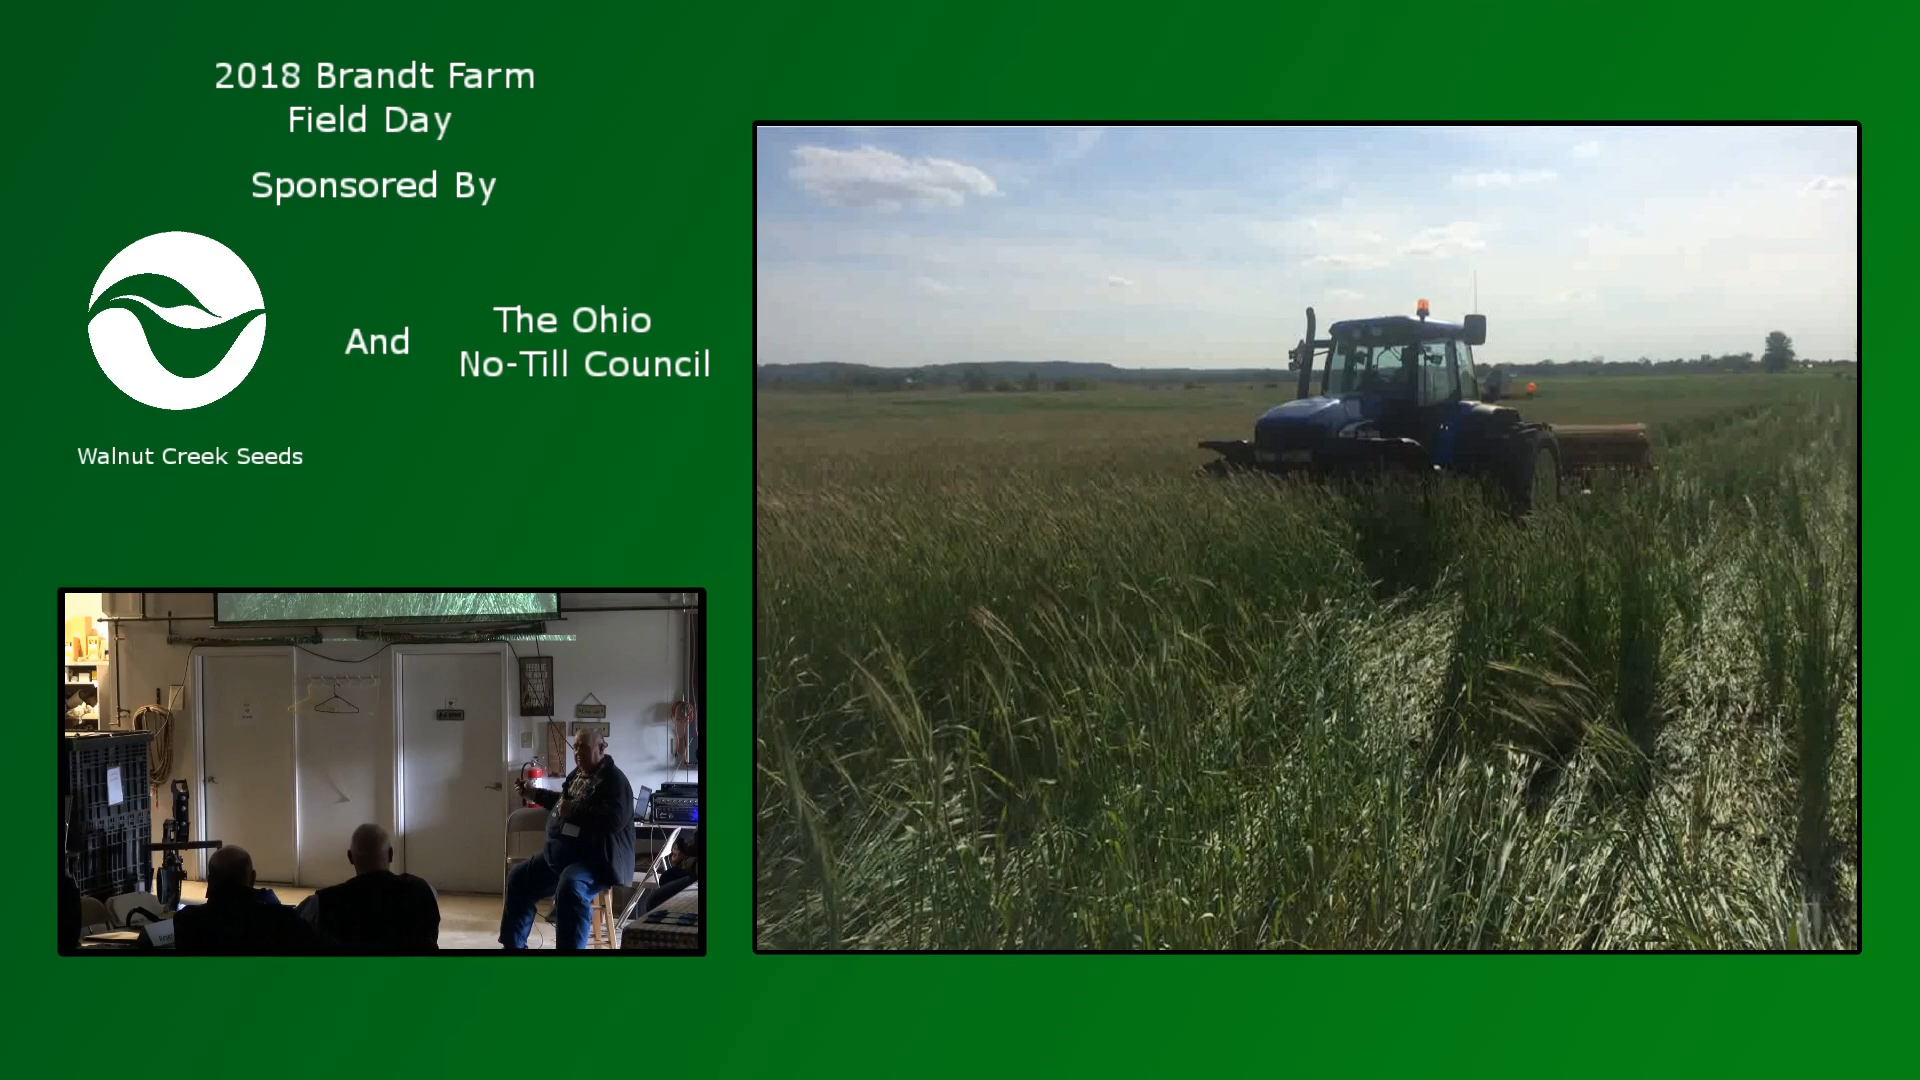 2018 Brandt Farm
Field Day
Sponsored By
And
The Ohio
No-Till Council
Walnut Creek Seeds